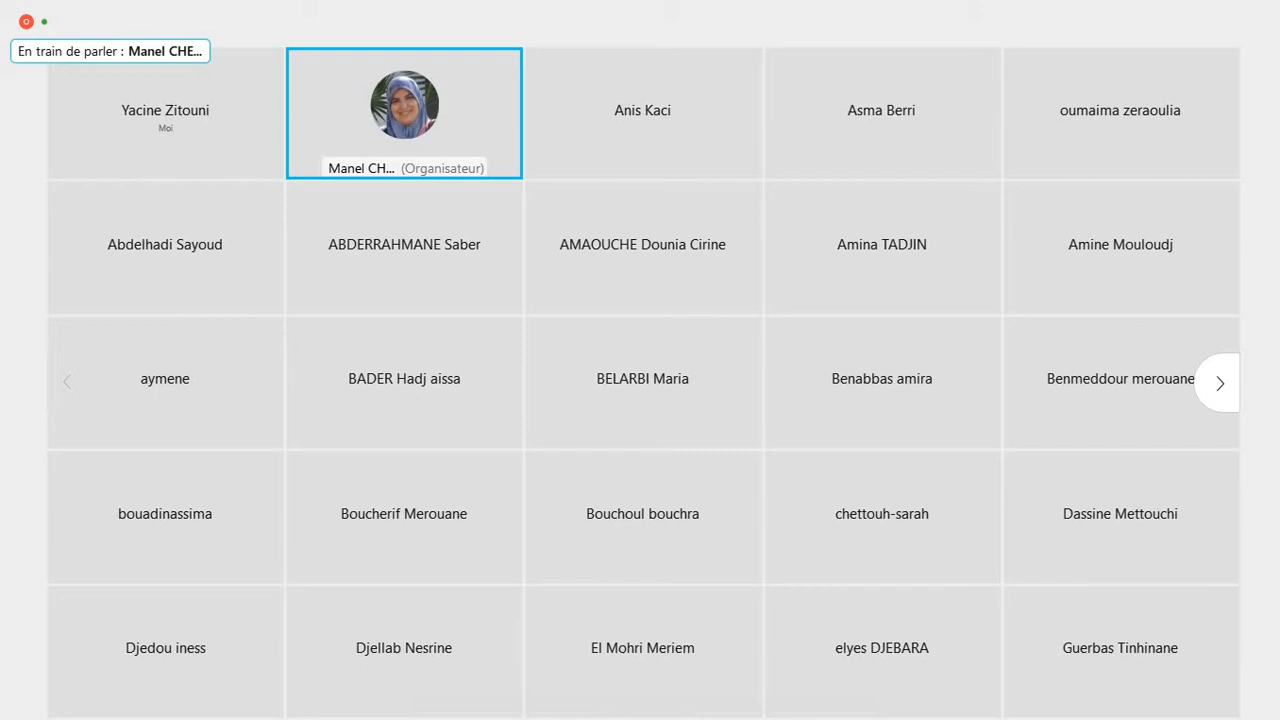 En train de parler : Manel CHE...
Yacine Zitouni
Moi
Manel CH... (Organisateur)
Anis Kaci
Asma Berri
oumaima zeraoulia
Abdelhadi Sayoud
ABDERRAHMANE Saber
AMAOUCHE Dounia Cirine
Amina TADJIN
Amine Mouloudj
aymene
BADER Hadj aissa
BELARBI Maria
Benabbas amira
Benmeddour merouane
bouadinassima
Boucherif Merouane
Bouchoul bouchra
chettouh-sarah
Dassine Mettouchi
Djedou iness
Djellab Nesrine
El Mohri Meriem
elyes DJEBARA
Guerbas Tinhinane